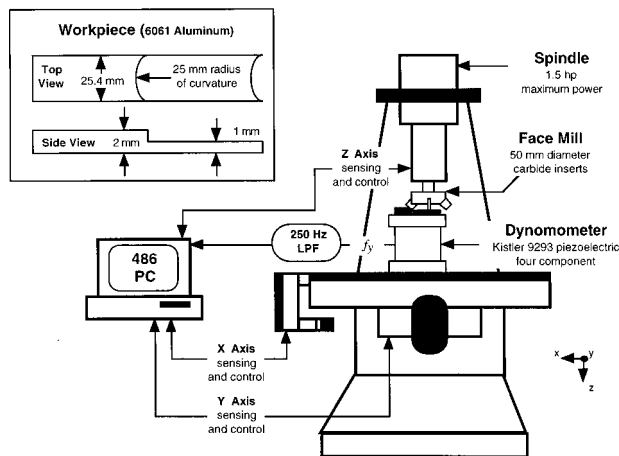 Workpiece (6061 Aluminum)
Top
View
25.4 mm
25 mm radius
of curvature
Side View
2 mm
1 mm
Spindle
1.5 hp
maximum power
Face Mill
50 mm diameter
carbide inserts
Z Axis
sensing
and control
Dynomometer
Kistler 9293 piezoelectric
four component
250 Hz
LPF
fy
486
PC
X Axis
sensing
and control
Y Axis
sensing
and control
x
y
z